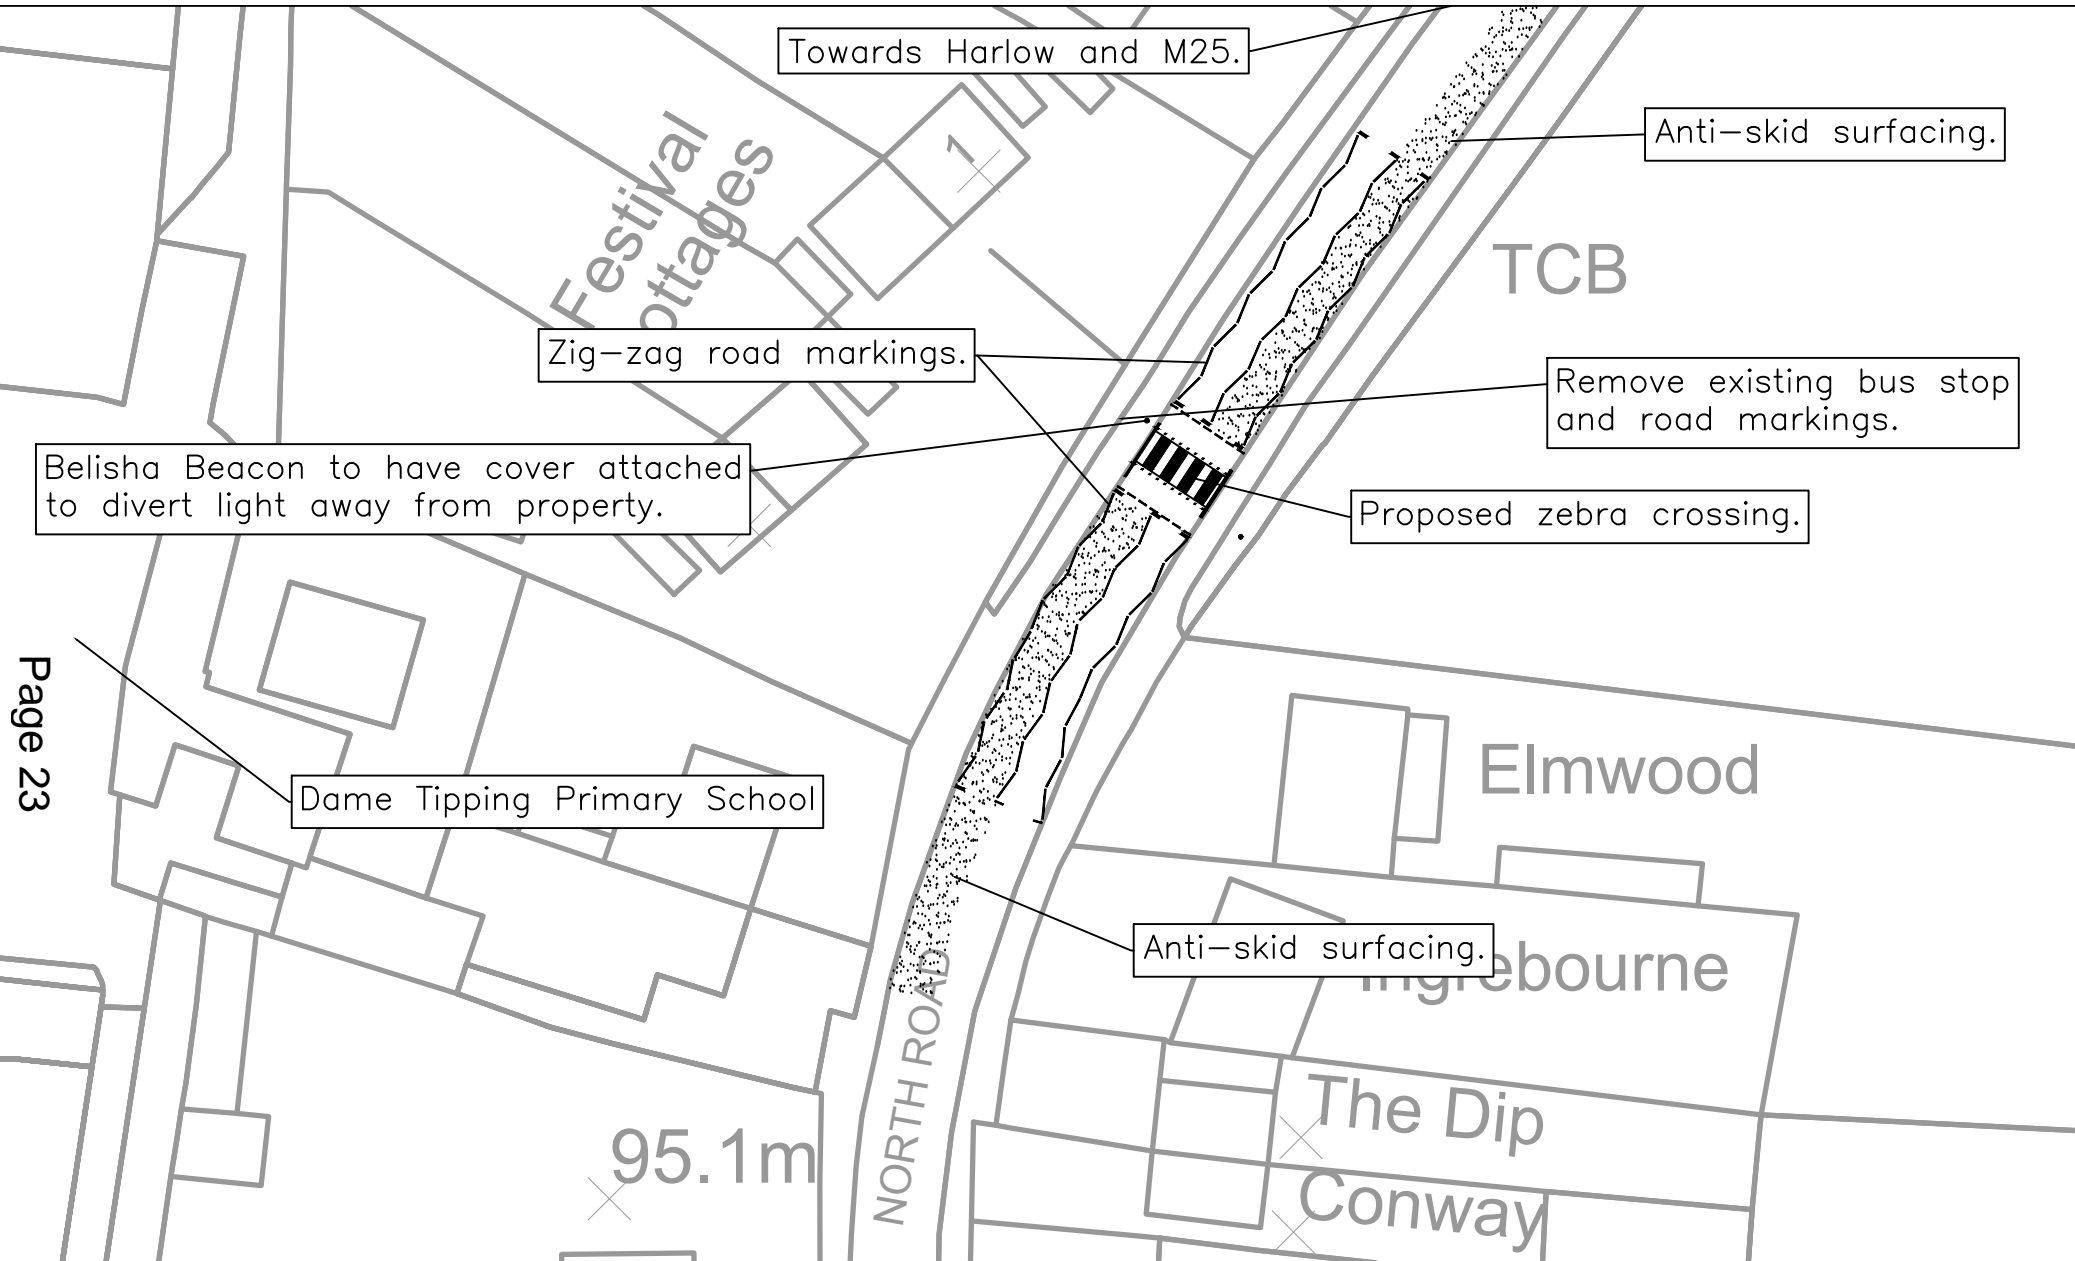 Towards Harlow and M25.
Anti-skid surfacing.
1
Festival
ottages
TCB
Zig-zag road markings.
Remove existing bus stop
and road markings.
Belisha Beacon to have cover attached
to divert light away from property.
Proposed zebra crossing.
Page 23
Dame Tipping Primary School
Elmwood
Anti-skid surfacing.
Ingrebourne
NORTH ROAD
The Dip
95.1m
Conway